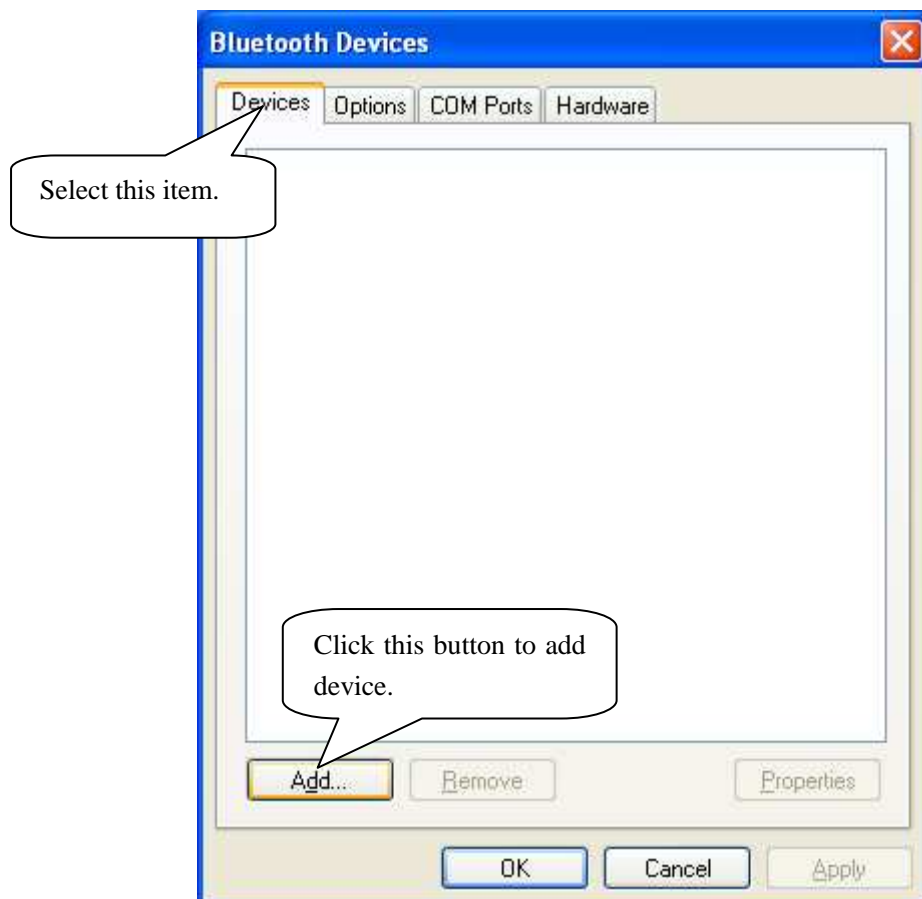 Bluetooth Devices
Devices Options COM Ports Hardware
Select this item.
Click this button to add
device.
Add... Remove Properties
OK Cancel Apply